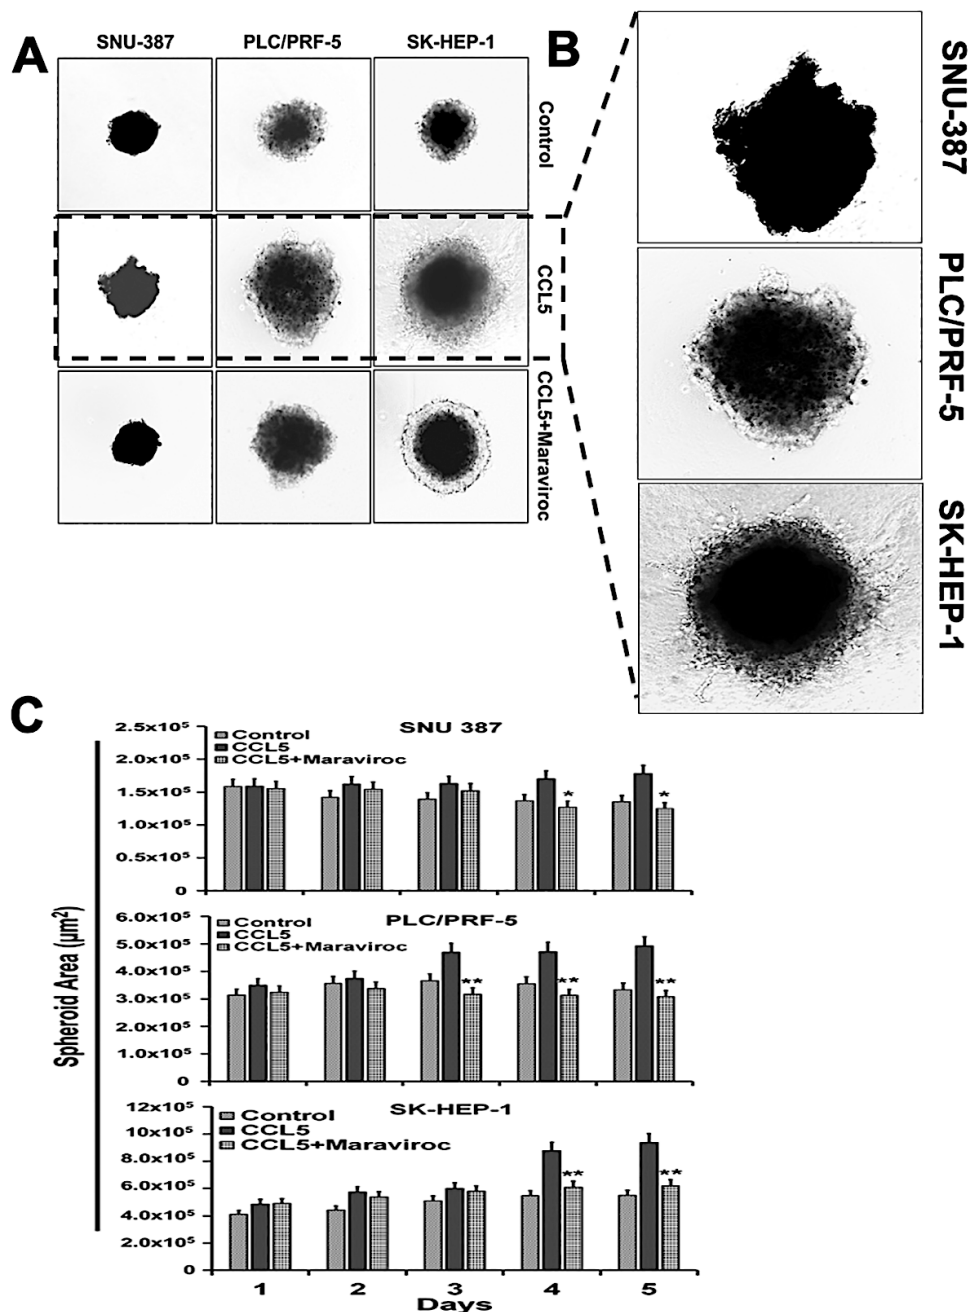 A
SNU-387 PLC/PRF-5 SK-HEP-1
Control
CCL5
CCL5+Maraviroc
B
SNU-387
PLC/PRF-5
SK-HEP-1
C
Spheroid Area (µm²)
SNU 387
Control
CCL5
CCL5+Maraviroc
2.5x10⁵
2.0x10⁵
1.5x10⁵
1.0x10⁵
0.5x10⁵
0
* *
PLC/PRF-5
Control
CCL5
CCL5+Maraviroc
6.0x10⁵
5.0x10⁵
4.0x10⁵
3.0x10⁵
2.0x10⁵
1.0x10⁵
0
** ** **
SK-HEP-1
Control
CCL5
CCL5+Maraviroc
12x10⁵
10x10⁵
8.0x10⁵
6.0x10⁵
4.0x10⁵
2.0x10⁵
0
** **
1 2 3 4 5
Days